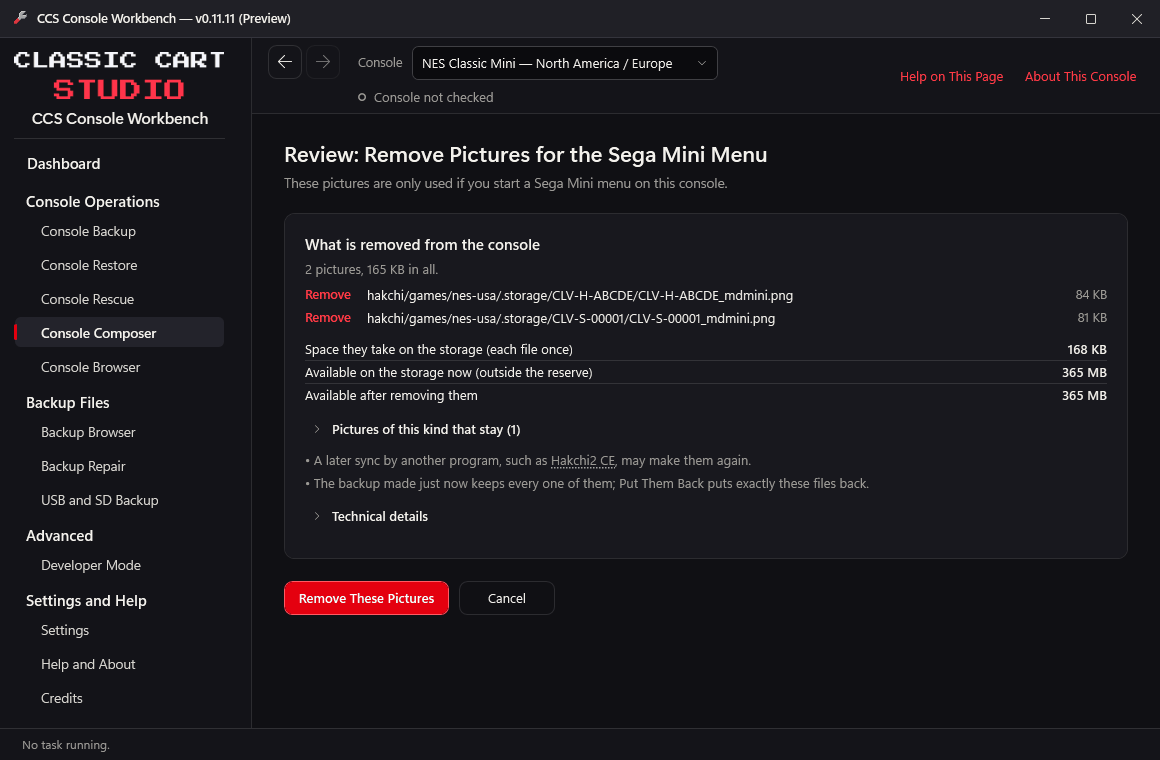 CCS Console Workbench — v0.11.11 (Preview)
CLASSIC CART
STUDIO
CCS Console Workbench
Dashboard
Console Operations
Console Backup
Console Restore
Console Rescue
Console Composer
Console Browser
Backup Files
Backup Browser
Backup Repair
USB and SD Backup
Advanced
Developer Mode
Settings and Help
Settings
Help and About
Credits
Console
NES Classic Mini — North America / Europe
Console not checked
Help on This Page
About This Console
Review: Remove Pictures for the Sega Mini Menu
These pictures are only used if you start a Sega Mini menu on this console.
What is removed from the console
2 pictures, 165 KB in all.
Remove hakchi/games/nes-usa/.storage/CLV-H-ABCDE/CLV-H-ABCDE_mdmini.png 84 KB
Remove hakchi/games/nes-usa/.storage/CLV-S-00001/CLV-S-00001_mdmini.png 81 KB
Space they take on the storage (each file once) 168 KB
Available on the storage now (outside the reserve) 365 MB
Available after removing them 365 MB
Pictures of this kind that stay (1)
• A later sync by another program, such as Hakchi2 CE, may make them again.
• The backup made just now keeps every one of them; Put Them Back puts exactly these files back.
Technical details
Remove These Pictures
Cancel
No task running.